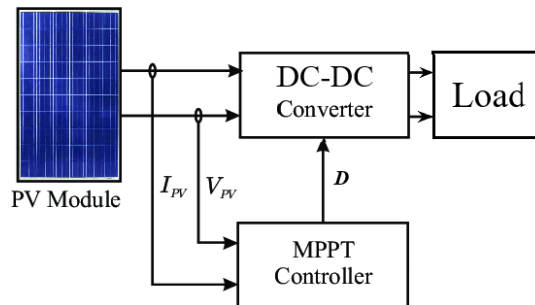 DC-DC
Converter
Load
PV Module
I_PV
V_PV
D
MPPT
Controller